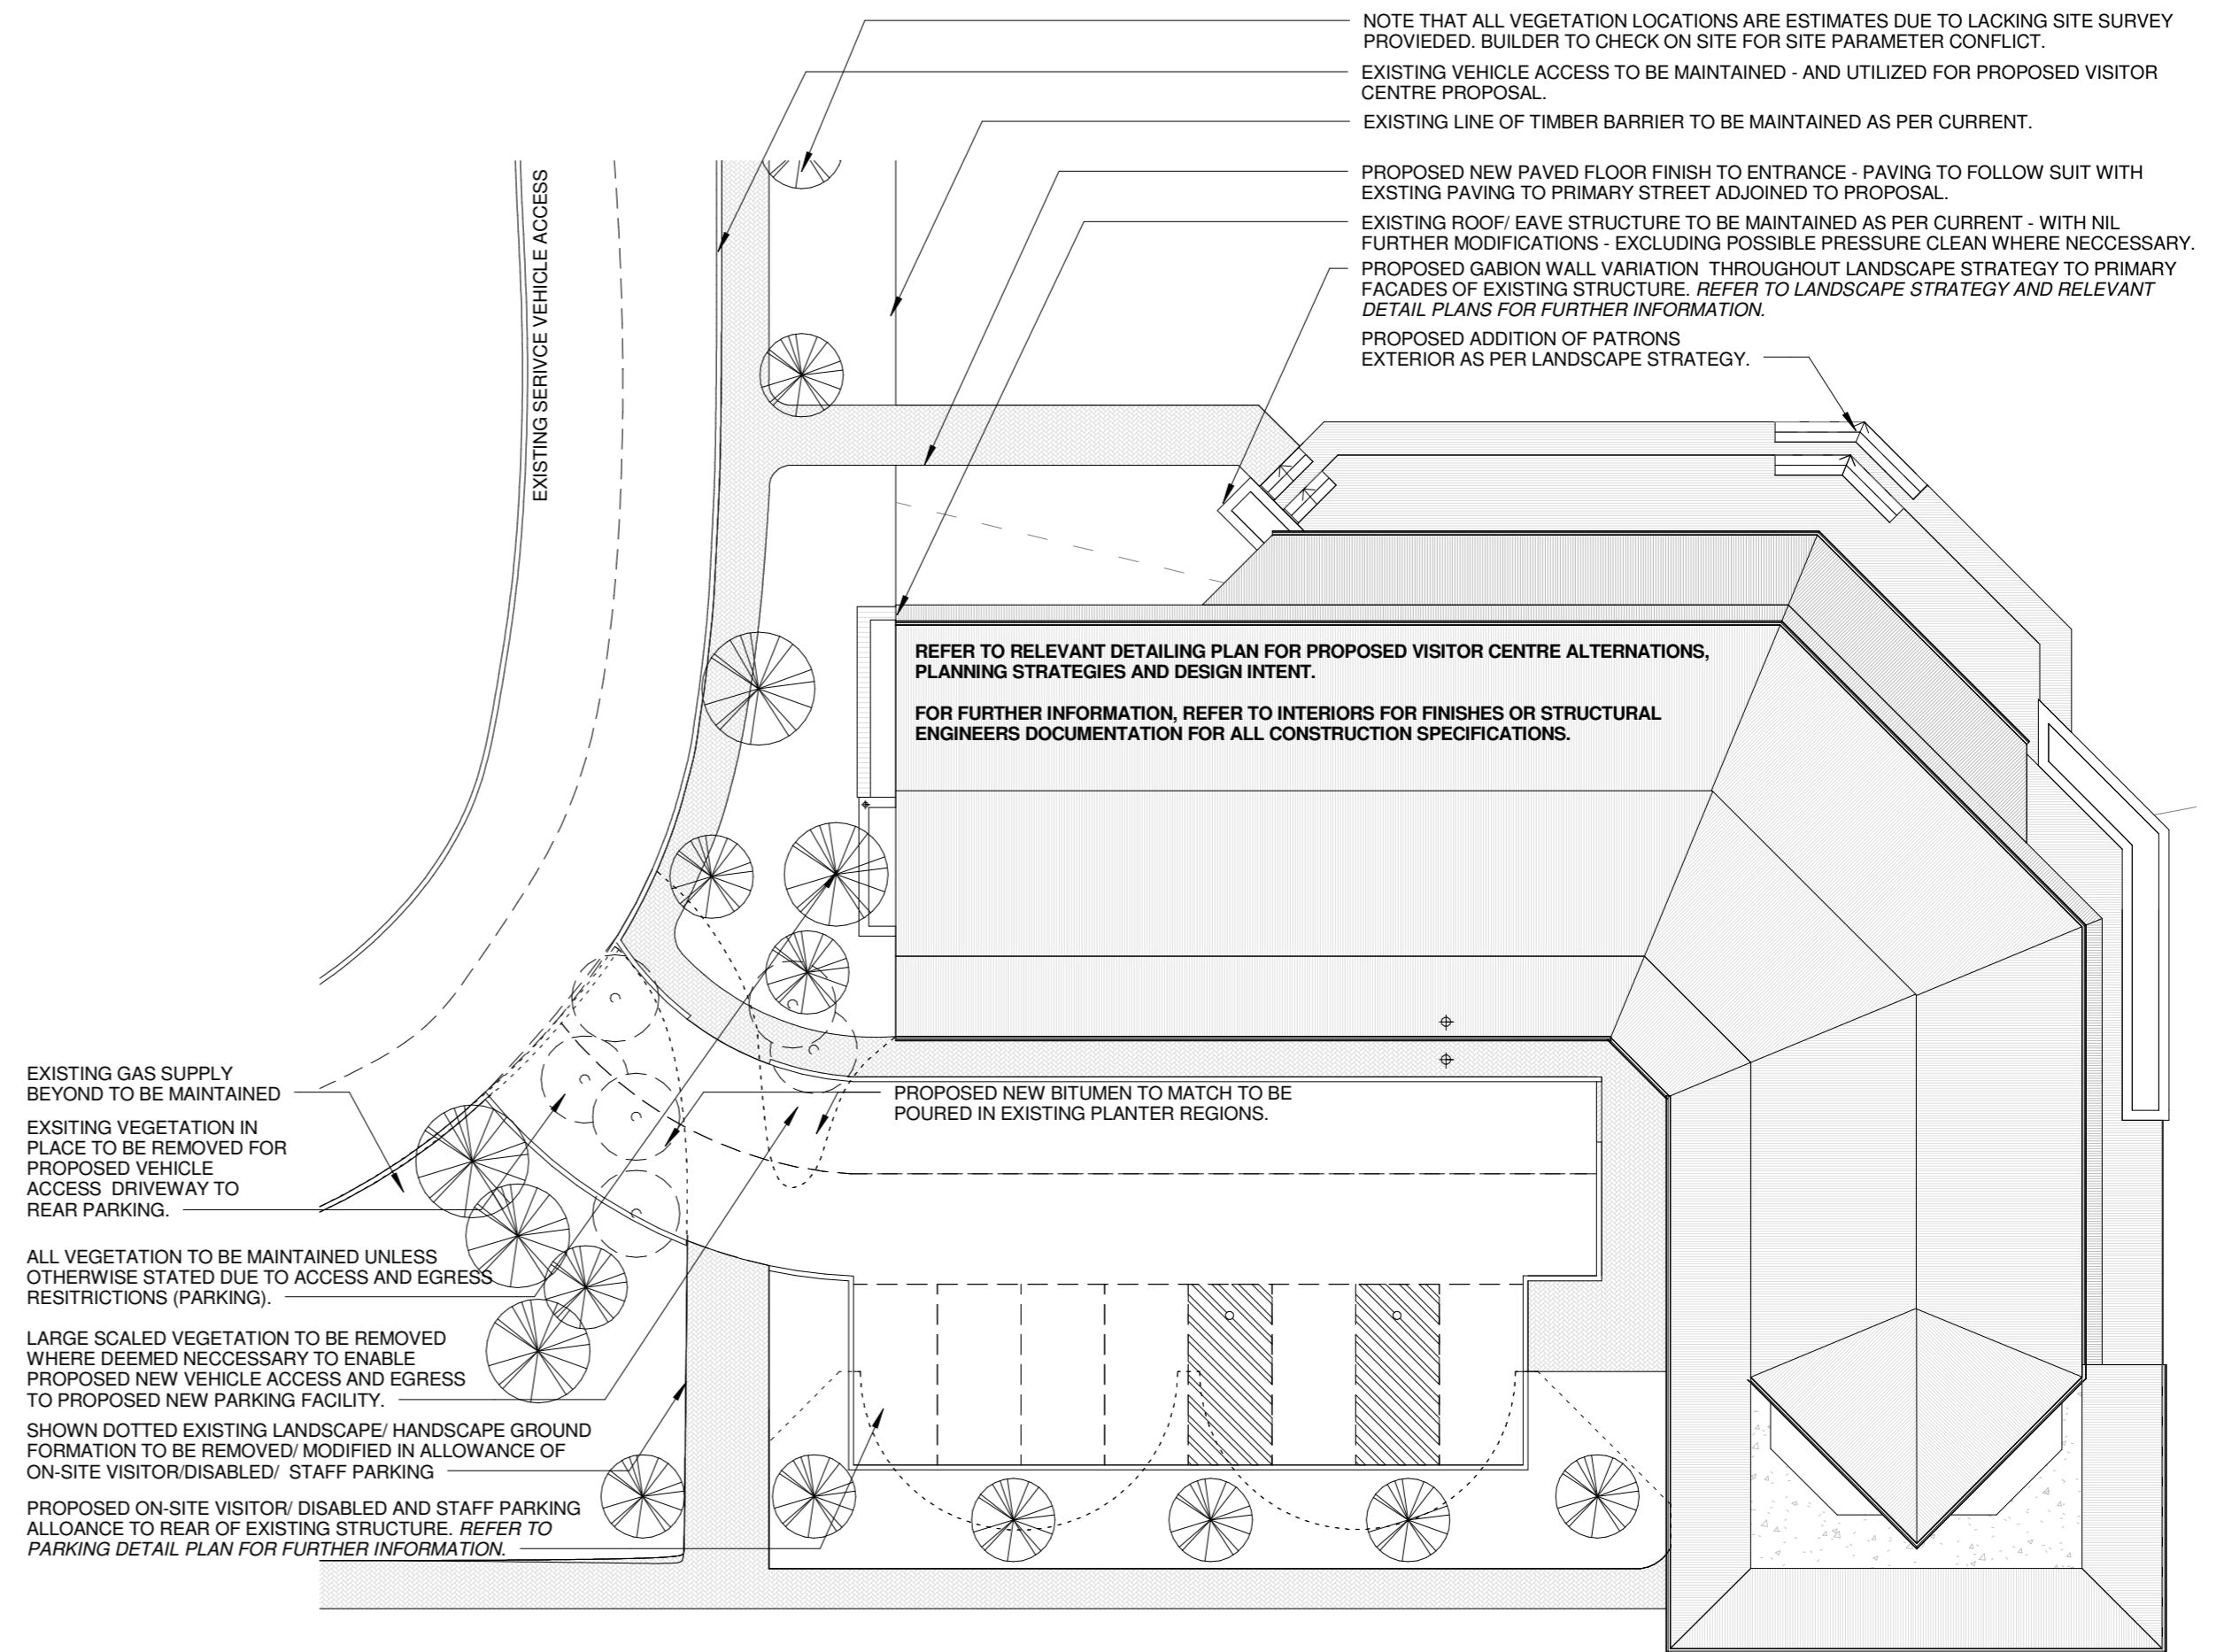 NOTE THAT ALL VEGETATION LOCATIONS ARE ESTIMATES DUE TO LACKING SITE SURVEY
PROVIEDED. BUILDER TO CHECK ON SITE FOR SITE PARAMETER CONFLICT.
EXISTING VEHICLE ACCESS TO BE MAINTAINED - AND UTILIZED FOR PROPOSED VISITOR
CENTRE PROPOSAL.
EXISTING LINE OF TIMBER BARRIER TO BE MAINTAINED AS PER CURRENT.
PROPOSED NEW PAVED FLOOR FINISH TO ENTRANCE - PAVING TO FOLLOW SUIT WITH
EXSTING PAVING TO PRIMARY STREET ADJOINED TO PROPOSAL.
EXISTING ROOF/ EAVE STRUCTURE TO BE MAINTAINED AS PER CURRENT - WITH NIL
FURTHER MODIFICATIONS - EXCLUDING POSSIBLE PRESSURE CLEAN WHERE NECCESSARY.
PROPOSED GABION WALL VARIATION THROUGHOUT LANDSCAPE STRATEGY TO PRIMARY
FACADES OF EXISTING STRUCTURE. REFER TO LANDSCAPE STRATEGY AND RELEVANT
DETAIL PLANS FOR FURTHER INFORMATION.
PROPOSED ADDITION OF PATRONS
EXTERIOR AS PER LANDSCAPE STRATEGY.
EXISTING SERIVCE VEHICLE ACCESS
REFER TO RELEVANT DETAILING PLAN FOR PROPOSED VISITOR CENTRE ALTERNATIONS,
PLANNING STRATEGIES AND DESIGN INTENT.
FOR FURTHER INFORMATION, REFER TO INTERIORS FOR FINISHES OR STRUCTURAL
ENGINEERS DOCUMENTATION FOR ALL CONSTRUCTION SPECIFICATIONS.
PROPOSED NEW BITUMEN TO MATCH TO BE
POURED IN EXISTING PLANTER REGIONS.
EXISTING GAS SUPPLY
BEYOND TO BE MAINTAINED
EXSITING VEGETATION IN
PLACE TO BE REMOVED FOR
PROPOSED VEHICLE
ACCESS DRIVEWAY TO
REAR PARKING.
ALL VEGETATION TO BE MAINTAINED UNLESS
OTHERWISE STATED DUE TO ACCESS AND EGRESS
RESITRICTIONS (PARKING).
LARGE SCALED VEGETATION TO BE REMOVED
WHERE DEEMED NECCESSARY TO ENABLE
PROPOSED NEW VEHICLE ACCESS AND EGRESS
TO PROPOSED NEW PARKING FACILITY.
SHOWN DOTTED EXISTING LANDSCAPE/ HANDSCAPE GROUND
FORMATION TO BE REMOVED/ MODIFIED IN ALLOWANCE OF
ON-SITE VISITOR/DISABLED/ STAFF PARKING
PROPOSED ON-SITE VISITOR/ DISABLED AND STAFF PARKING
ALLOANCE TO REAR OF EXISTING STRUCTURE. REFER TO
PARKING DETAIL PLAN FOR FURTHER INFORMATION.